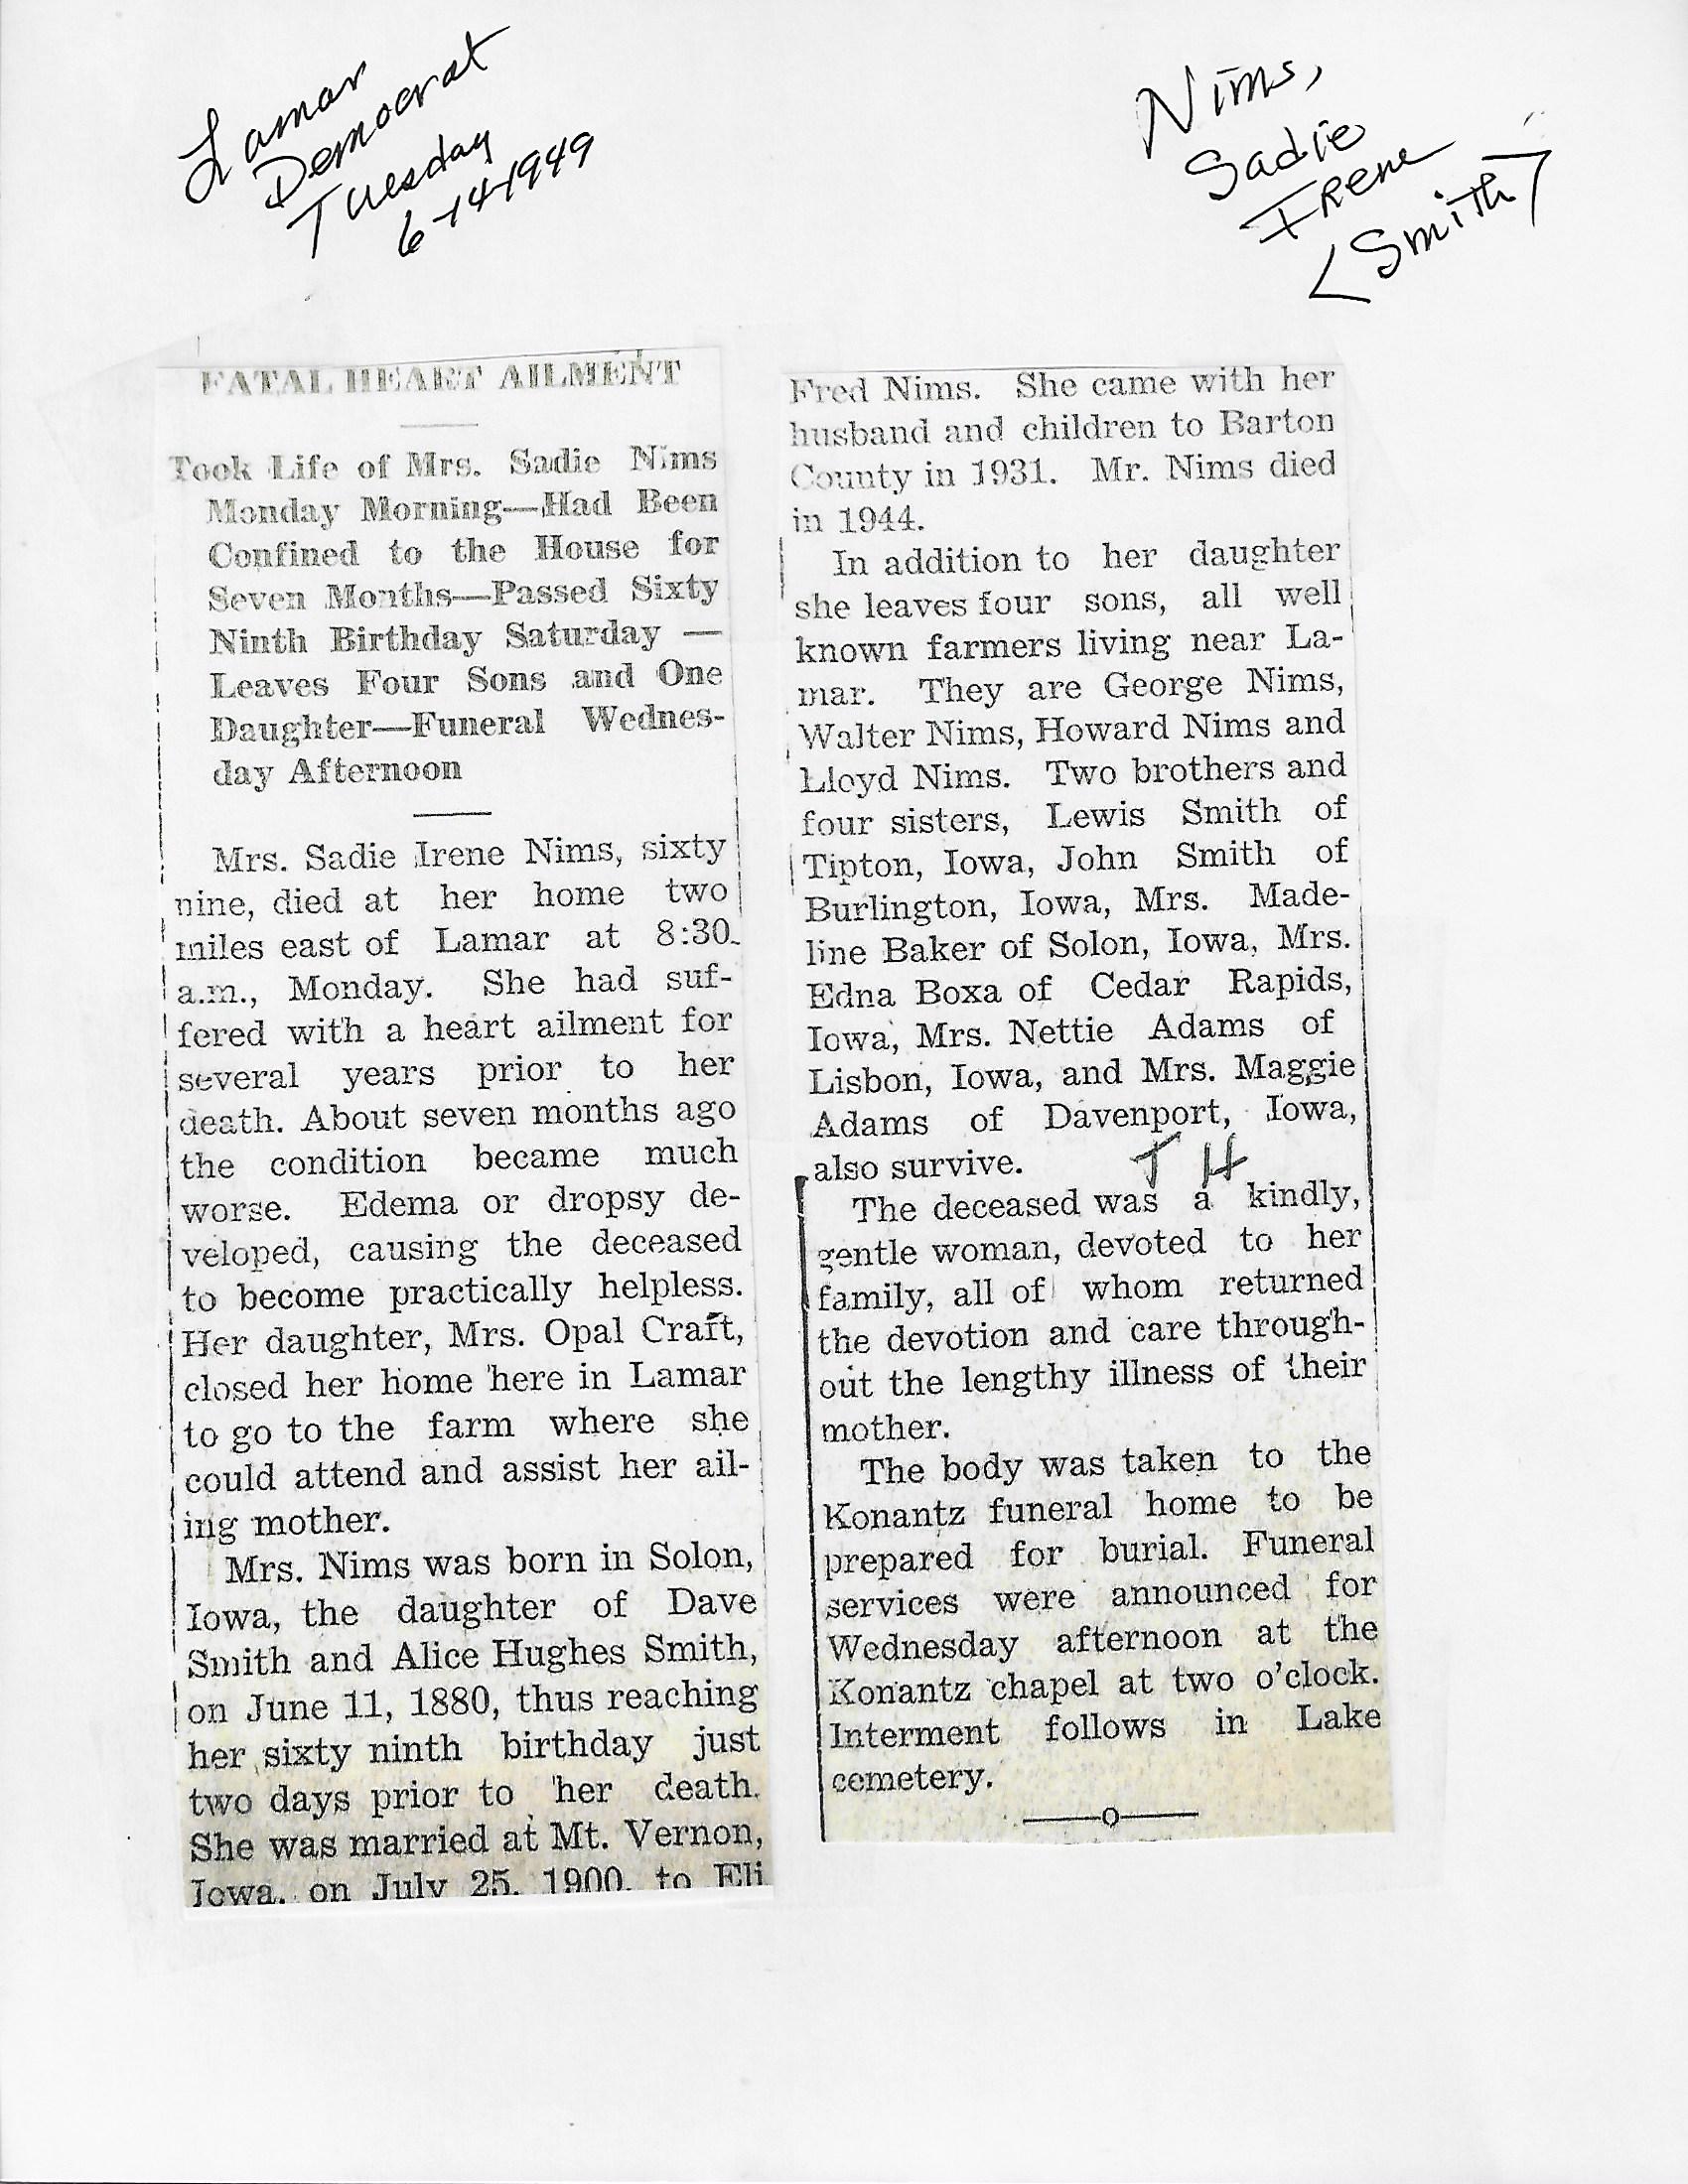 Lamar
Democrat
Tuesday
6-14-1949
Nims,
Sadie
Irene
<Smith>
FATAL HEART AILMENT
Took Life of Mrs. Sadie Nims
Monday Morning—Had Been
Confined to the House for
Seven Months—Passed Sixty
Ninth Birthday Saturday —
Leaves Four Sons and One
Daughter—Funeral Wednes-
day Afternoon
Mrs. Sadie Irene Nims, sixty
nine, died at her home two
miles east of Lamar at 8:30
a.m., Monday. She had suf-
fered with a heart ailment for
several years prior to her
death. About seven months ago
the condition became much
worse. Edema or dropsy de-
veloped, causing the deceased
to become practically helpless.
Her daughter, Mrs. Opal Craft,
closed her home here in Lamar
to go to the farm where she
could attend and assist her ail-
ing mother.
Mrs. Nims was born in Solon,
Iowa, the daughter of Dave
Smith and Alice Hughes Smith,
on June 11, 1880, thus reaching
her sixty ninth birthday just
two days prior to her death.
She was married at Mt. Vernon,
Iowa, on July 25, 1900, to Eli
Fred Nims. She came with her
husband and children to Barton
County in 1931. Mr. Nims died
in 1944.
In addition to her daughter
she leaves four sons, all well
known farmers living near La-
mar. They are George Nims,
Walter Nims, Howard Nims and
Lloyd Nims. Two brothers and
four sisters, Lewis Smith of
Tipton, Iowa, John Smith of
Burlington, Iowa, Mrs. Made-
line Baker of Solon, Iowa, Mrs.
Edna Boxa of Cedar Rapids,
Iowa, Mrs. Nettie Adams of
Lisbon, Iowa, and Mrs. Maggie
Adams of Davenport, Iowa,
also survive.
J H
The deceased was a kindly,
gentle woman, devoted to her
family, all of whom returned
the devotion and care through-
out the lengthy illness of their
mother.
The body was taken to the
Konantz funeral home to be
prepared for burial. Funeral
services were announced for
Wednesday afternoon at the
Konantz chapel at two o'clock.
Interment follows in Lake
cemetery.
——o——